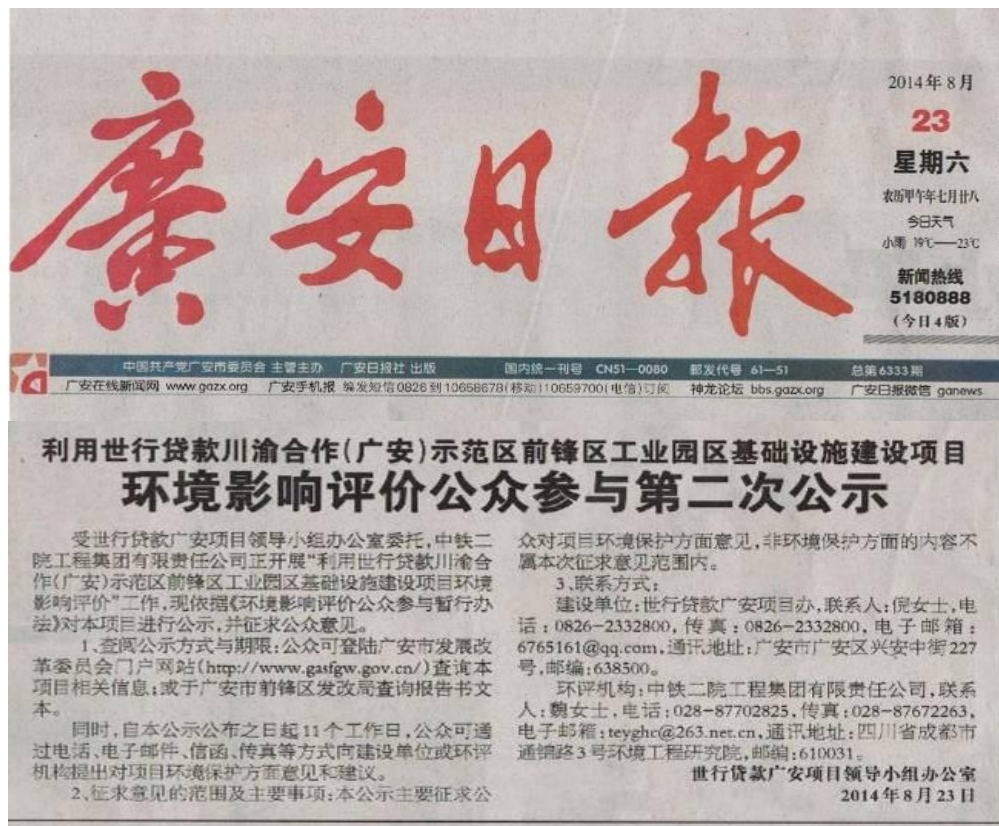 廣安日報
2014年8月
23
星期六
农历甲午年七月廿八
今日天气
小雨 19℃——23℃
新闻热线
5180888
(今日4版)
中国共产党广安市委员会 主管主办 广安日报社 出版 国内统一刊号 CN51—0080 邮发代号 61—51 总第6333期
广安在线新闻网 www.gazx.org 广安手机报 编发短信0826到10658678(移动)10659700(电信)订阅 神龙论坛 bbs.gazx.org 广安日报微信 ganews
利用世行贷款川渝合作(广安)示范区前锋区工业园区基础设施建设项目
环境影响评价公众参与第二次公示
受世行贷款广安项目领导小组办公室委托,中铁二
院工程集团有限责任公司正开展“利用世行贷款川渝合
作(广安)示范区前锋区工业园区基础设施建设项目环境
影响评价”工作,现依据《环境影响评价公众参与暂行办
法》对本项目进行公示,并征求公众意见。
1、查阅公示方式与期限:公众可登陆广安市发展改
革委员会门户网站(http://www.gasfgw.gov.cn/)查询本
项目相关信息;或于广安市前锋区发改局查询报告书文
本。
同时,自本公示公布之日起11个工作日,公众可通
过电话、电子邮件、信函、传真等方式向建设单位或环评
机构提出对项目环境保护方面意见和建议。
2、征求意见的范围及主要事项:本公示主要征求公
众对项目环境保护方面意见,非环境保护方面的内容不
属本次征求意见范围内。
3、联系方式:
建设单位:世行贷款广安项目办,联系人:倪女士,电
话:0826-2332800,传真:0826-2332800,电子邮箱:
6765161@qq.com,通讯地址:广安市广安区兴安中街227
号,邮编:638500。
环评机构:中铁二院工程集团有限责任公司,联系
人:魏女士,电话:028-87702825,传真:028-87672263,
电子邮箱:teyghc@263.net.cn,通讯地址:四川省成都市
通锦路3号环境工程研究院,邮编:610031。
世行贷款广安项目领导小组办公室
2014年8月23日